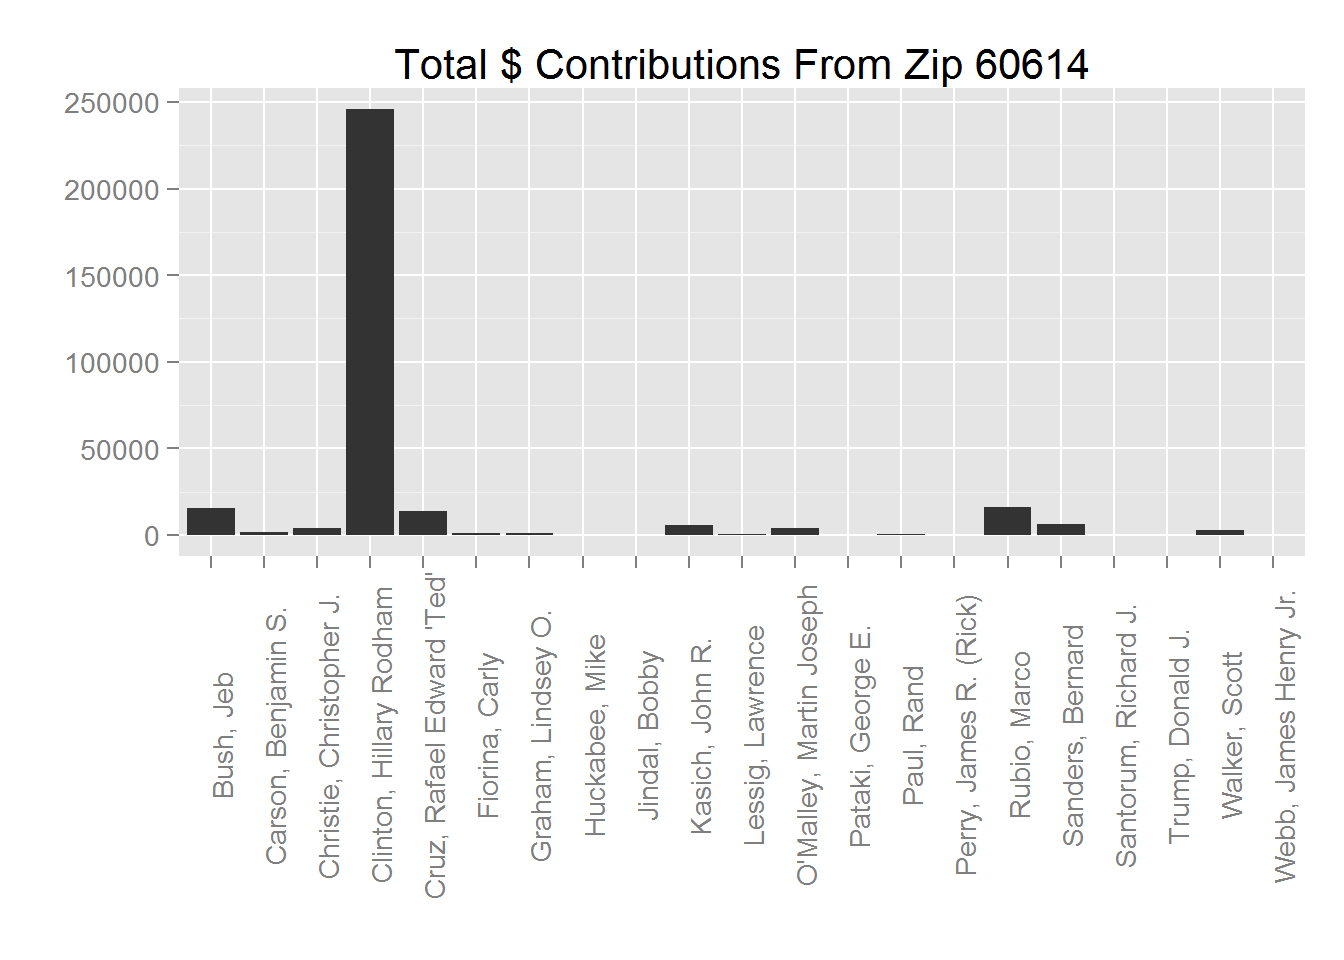 Total $ Contributions From Zip 60614
250000
200000
150000
100000
50000
0
Bush, Jeb
Carson, Benjamin S.
Christie, Christopher J.
Clinton, Hillary Rodham
Cruz, Rafael Edward 'Ted'
Fiorina, Carly
Graham, Lindsey O.
Huckabee, Mike
Jindal, Bobby
Kasich, John R.
Lessig, Lawrence
O'Malley, Martin Joseph
Pataki, George E.
Paul, Rand
Perry, James R. (Rick)
Rubio, Marco
Sanders, Bernard
Santorum, Richard J.
Trump, Donald J.
Walker, Scott
Webb, James Henry Jr.